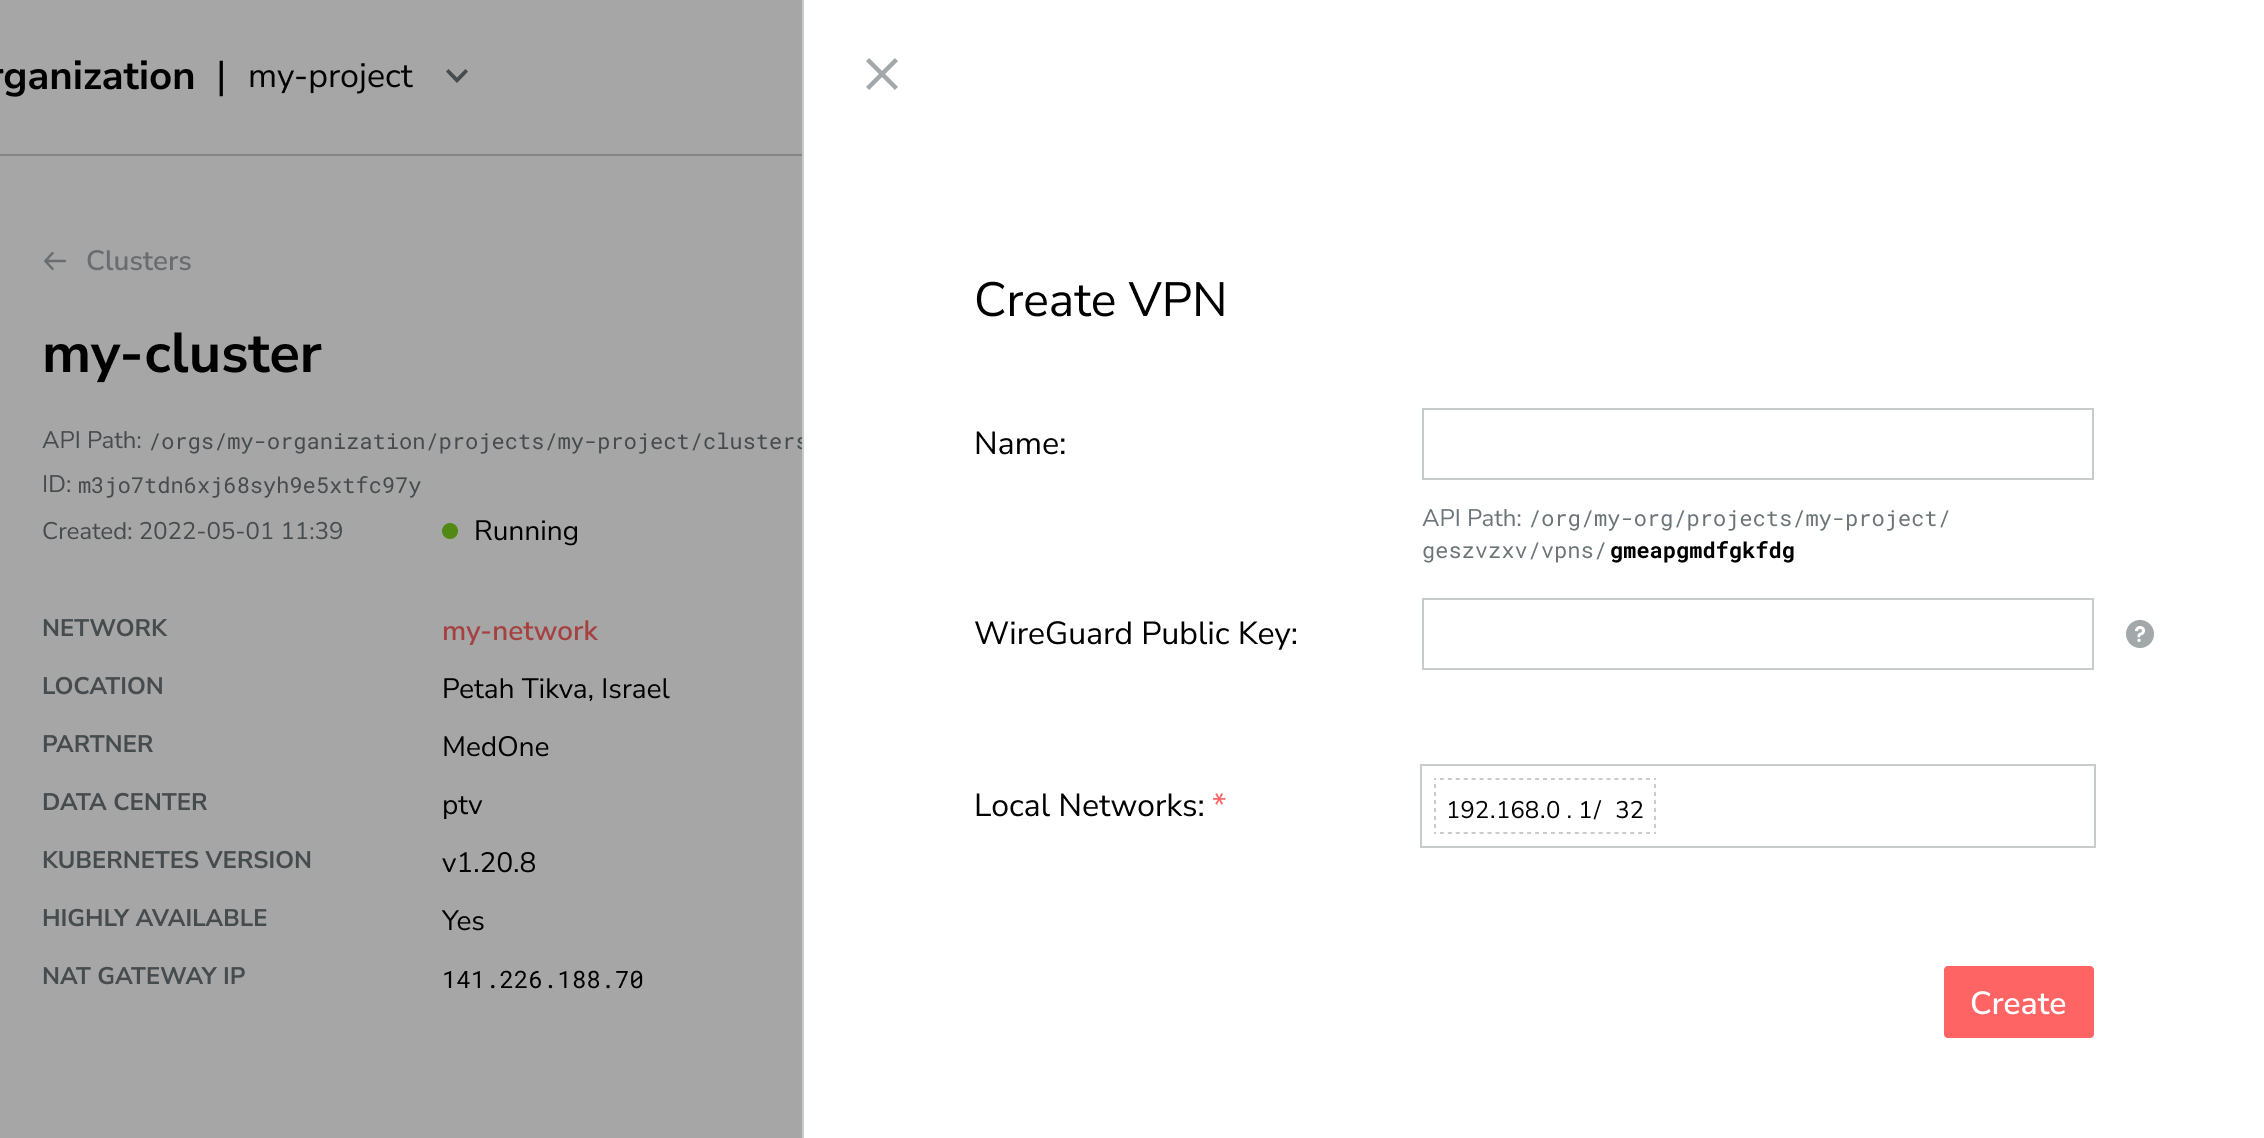 rganization | my-project
Clusters
my-cluster
API Path: /orgs/my-organization/projects/my-project/clusters
ID: m3jo7tdn6xj68syh9e5xtfc97y
Created: 2022-05-01 11:39 Running
NETWORK my-network
LOCATION Petah Tikva, Israel
PARTNER MedOne
DATA CENTER ptv
KUBERNETES VERSION v1.20.8
HIGHLY AVAILABLE Yes
NAT GATEWAY IP 141.226.188.70
Create VPN
Name:
API Path: /org/my-org/projects/my-project/
geszvzxv/vpns/gmeapgmdfgkfdg
WireGuard Public Key: ?
Local Networks: * 192.168.0 . 1/ 32
Create